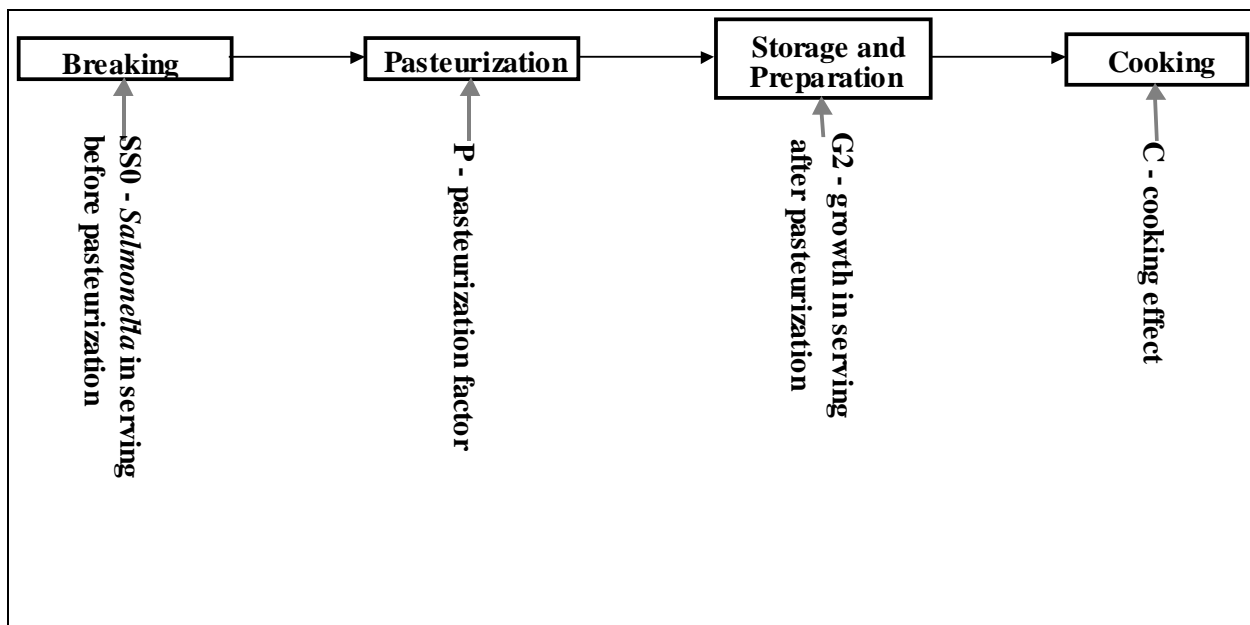 Breaking
Pasteurization
Storage and
Preparation
Cooking
SS0 - Salmonella in serving
before pasteurization
P - pasteurization factor
G2 - growth in serving
after pasteurization
C - cooking effect